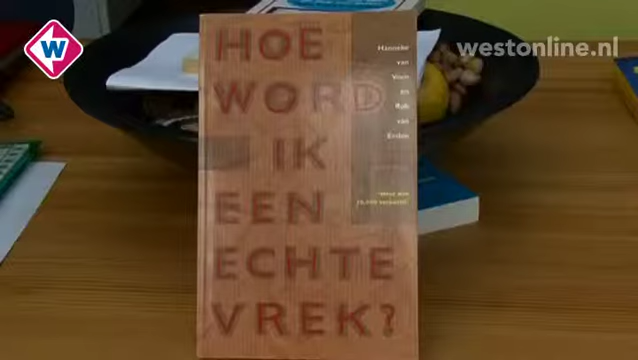 W
westonline.nl
HOE
WORD
IK
EEN
ECHTE
VREK?
Hanneke
van
Veen
en
Rob
van
Eeden